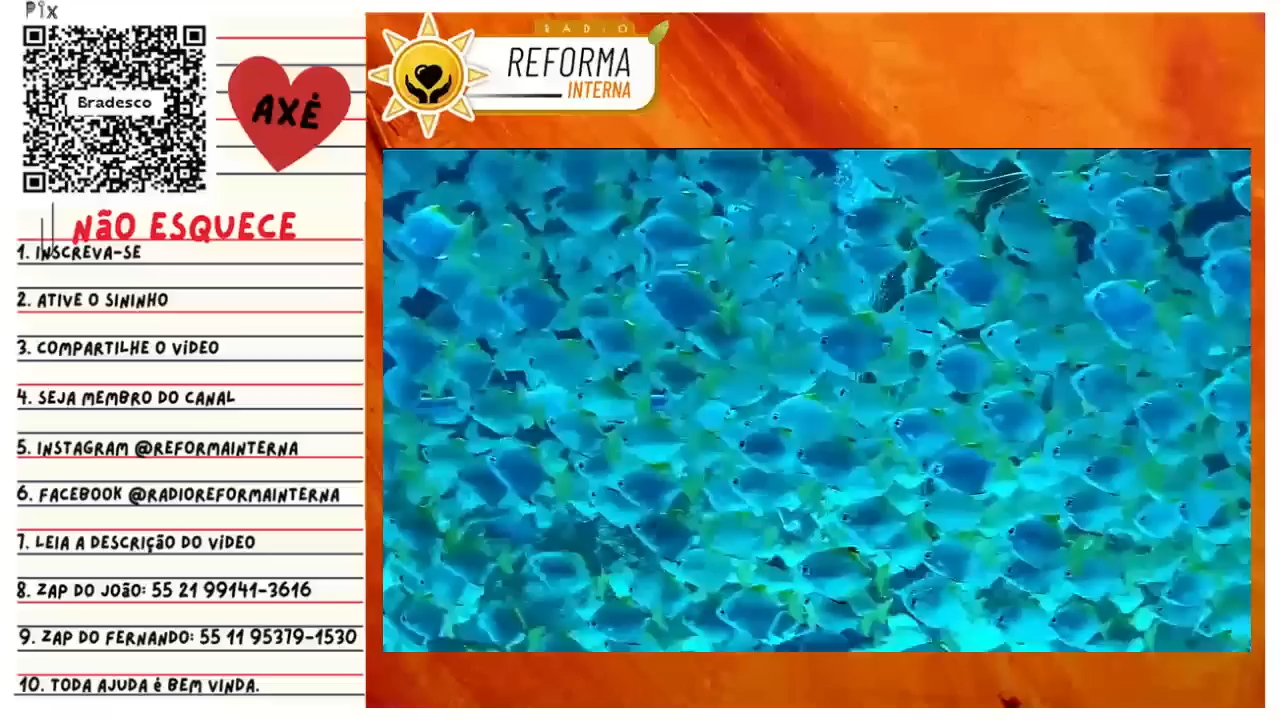 Pix
Bradesco
AXÉ
NãO ESQUECE
1. INSCREVA-SE
2. ATIVE O SININHO
3. COMPARTILHE O VíDEO
4. SEJA MEMBRO DO CANAL
5. INSTAGRAM @REFORMAINTERNA
6. FACEBOOK @RADIOREFORMAINTERNA
7. LEIA A DESCRIÇãO DO VíDEO
8. ZAP DO JOãO: 55 21 99141-3616
9. ZAP DO FERNANDO: 55 11 95379-1530
10. TODA AJUDA é BEM VINDA.
RÁDIO
REFORMA
INTERNA